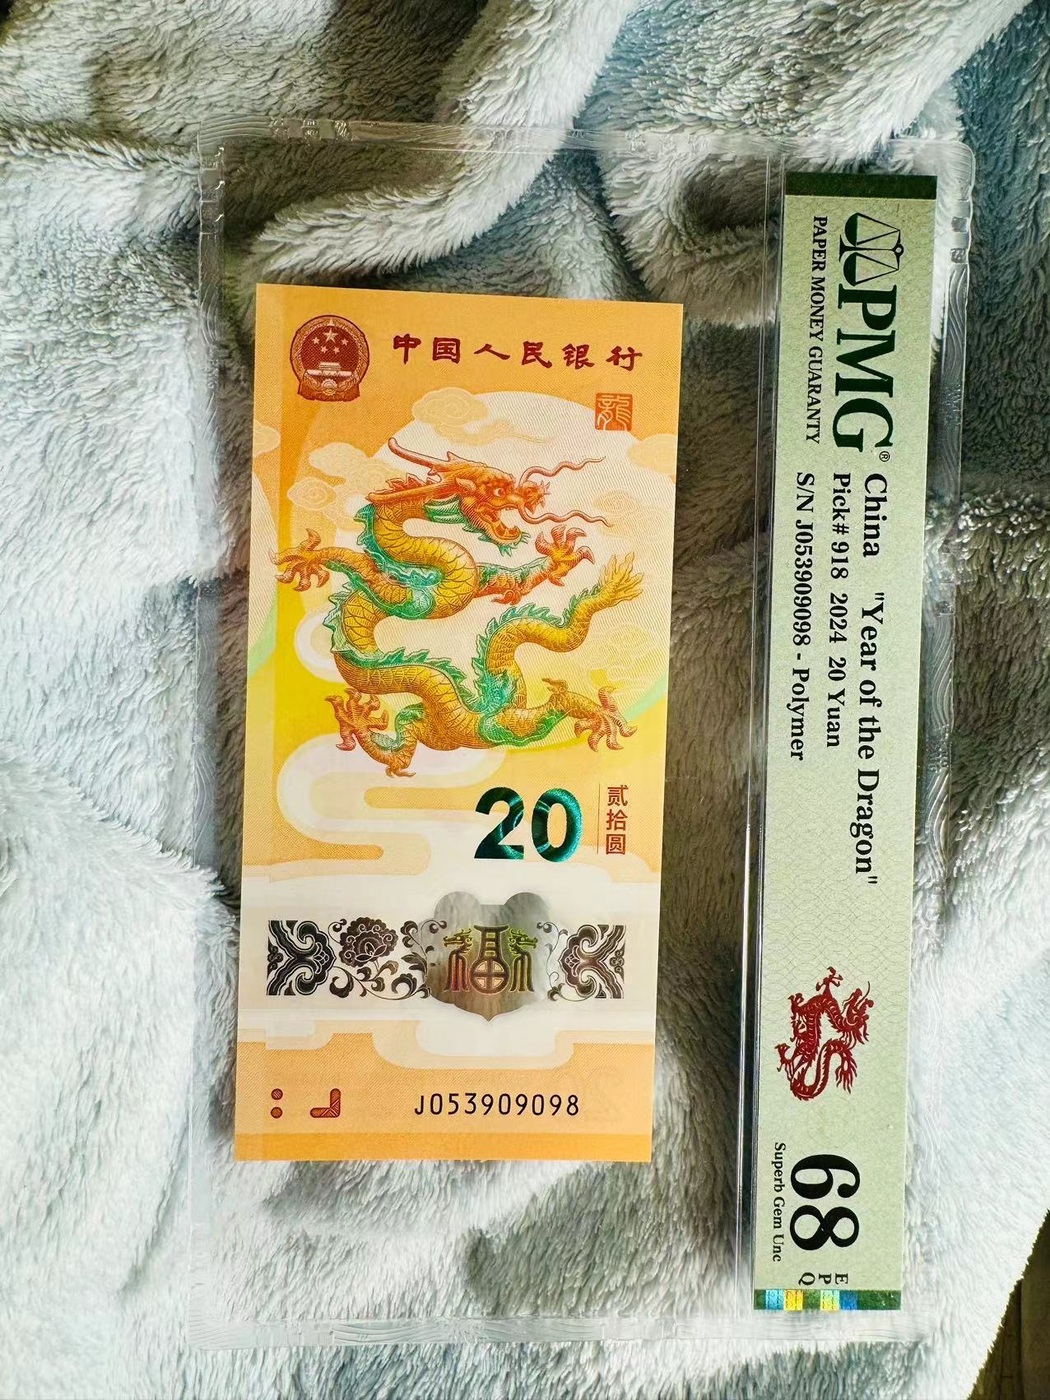 中国人民银行
龍
20
贰拾圆
福
J053909098
PMG®
PAPER MONEY GUARANTY
China "Year of the Dragon"
Pick# 918 2024 20 Yuan
S/N J053909098 - Polymer
68
EPQ
Superb Gem Unc